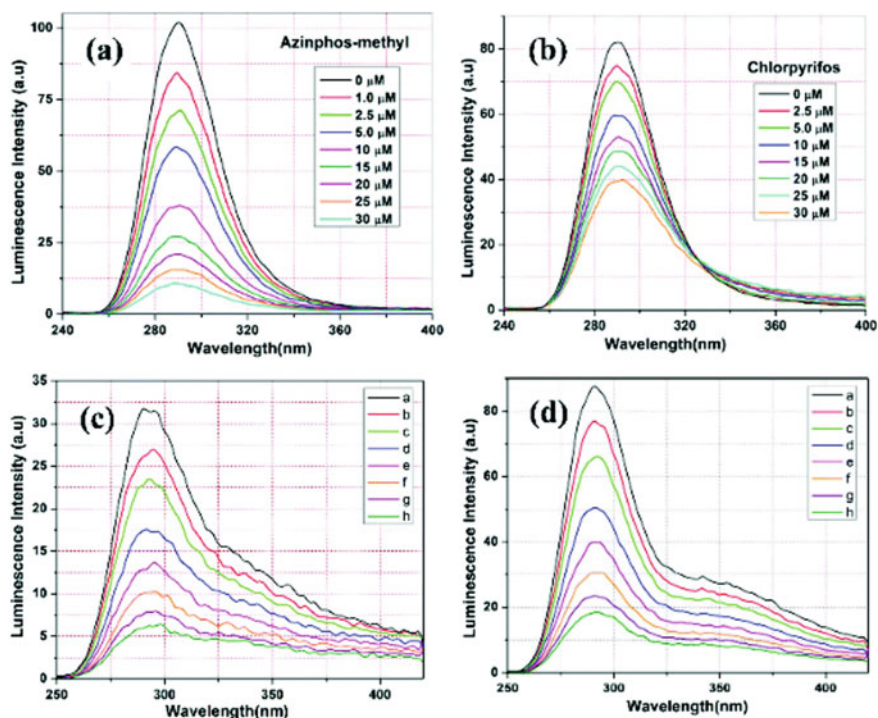 (a)
Azinphos-methyl
0 μM
1.0 μM
2.5 μM
5.0 μM
10 μM
15 μM
20 μM
25 μM
30 μM
100
75
50
25
0
240 280 320 360 400
Luminescence Intensity (a.u)
Wavelength(nm)
(b)
Chlorpyrifos
0 μM
2.5 μM
5.0 μM
10 μM
15 μM
20 μM
25 μM
30 μM
80
60
40
20
0
240 280 320 360 400
Luminescence Intensity (a.u)
Wavelength(nm)
(c)
a
b
c
d
e
f
g
h
35
30
25
20
15
10
5
0
250 300 350 400
Luminescence Intensity (a.u)
Wavelength(nm)
(d)
a
b
c
d
e
f
g
h
80
60
40
20
0
250 300 350 400
Luminescence Intensity (a.u)
Wavelength(nm)